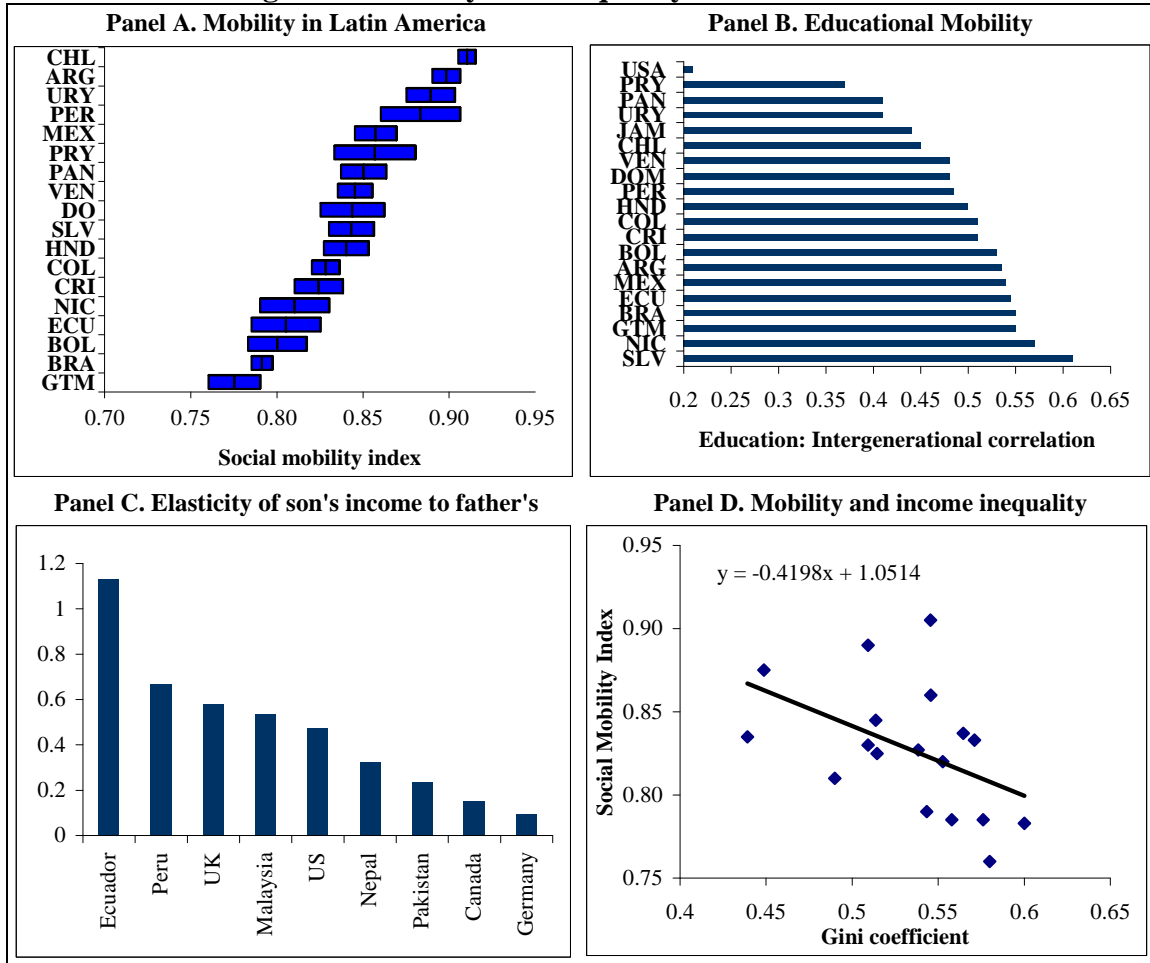 Panel A. Mobility in Latin America
CHL
ARG
URY
PER
MEX
PRY
PAN
VEN
DO
SLV
HND
COL
CRI
NIC
ECU
BOL
BRA
GTM
0.70 0.75 0.80 0.85 0.90 0.95
Social mobility index
Panel B. Educational Mobility
USA
PRY
PAN
URY
JAM
CHL
VEN
DOM
PER
HND
COL
CRI
BOL
ARG
MEX
ECU
BRA
GTM
NIC
SLV
0.2 0.25 0.3 0.35 0.4 0.45 0.5 0.55 0.6 0.65
Education: Intergenerational correlation
Panel C. Elasticity of son's income to father's
1.2
1
0.8
0.6
0.4
0.2
0
Ecuador
Peru
UK
Malaysia
US
Nepal
Pakistan
Canada
Germany
Panel D. Mobility and income inequality
y = -0.4198x + 1.0514
Social Mobility Index
0.95
0.90
0.85
0.80
0.75
0.4 0.45 0.5 0.55 0.6 0.65
Gini coefficient